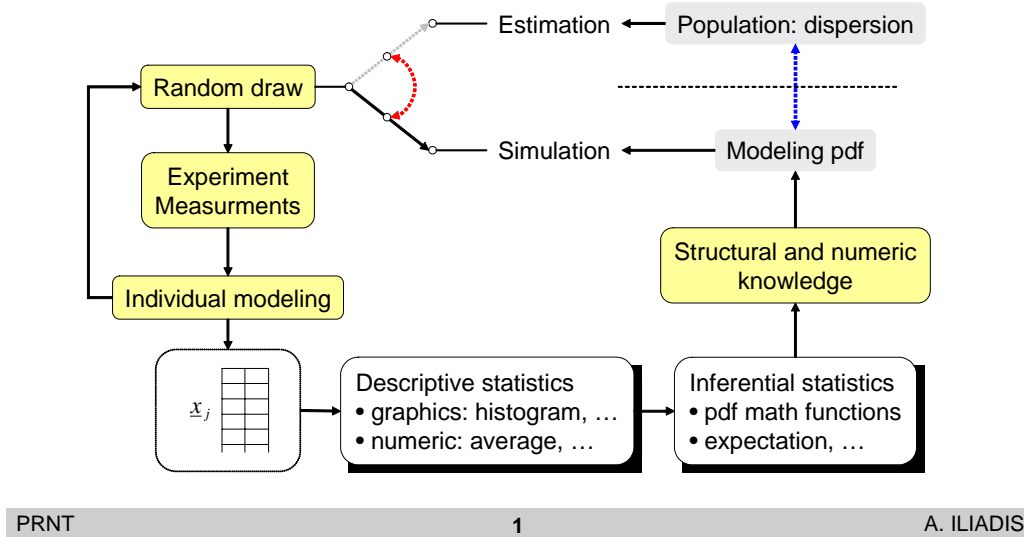 Estimation
Population: dispersion
Random draw
Simulation
Modeling pdf
Experiment
Measurments
Structural and numeric
knowledge
Individual modeling
x j
Descriptive statistics
• graphics: histogram, …
• numeric: average, …
Inferential statistics
• pdf math functions
• expectation, …
PRNT
1
A. ILIADIS